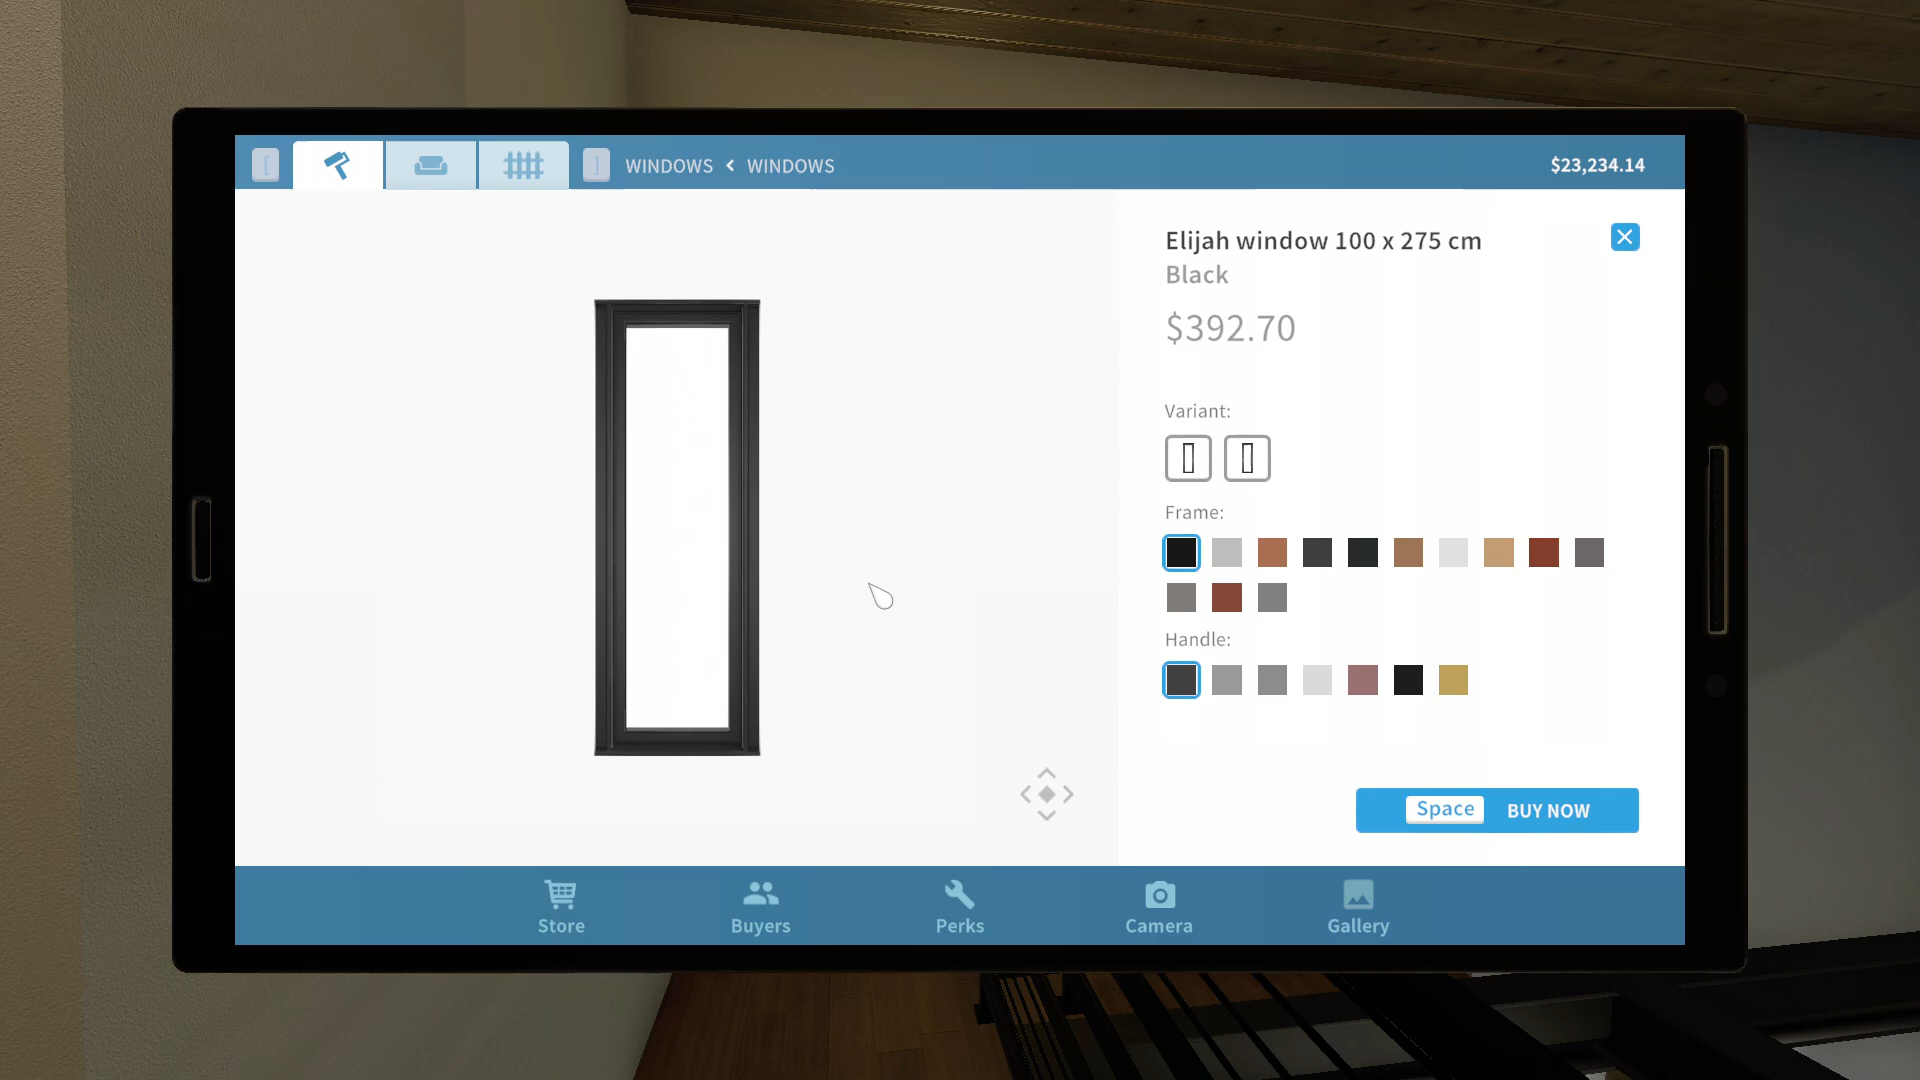 [ ] WINDOWS < WINDOWS $23,234.14
Elijah window 100 x 275 cm
Black
$392.70
Variant:
Frame:
Handle:
Space BUY NOW
Store Buyers Perks Camera Gallery